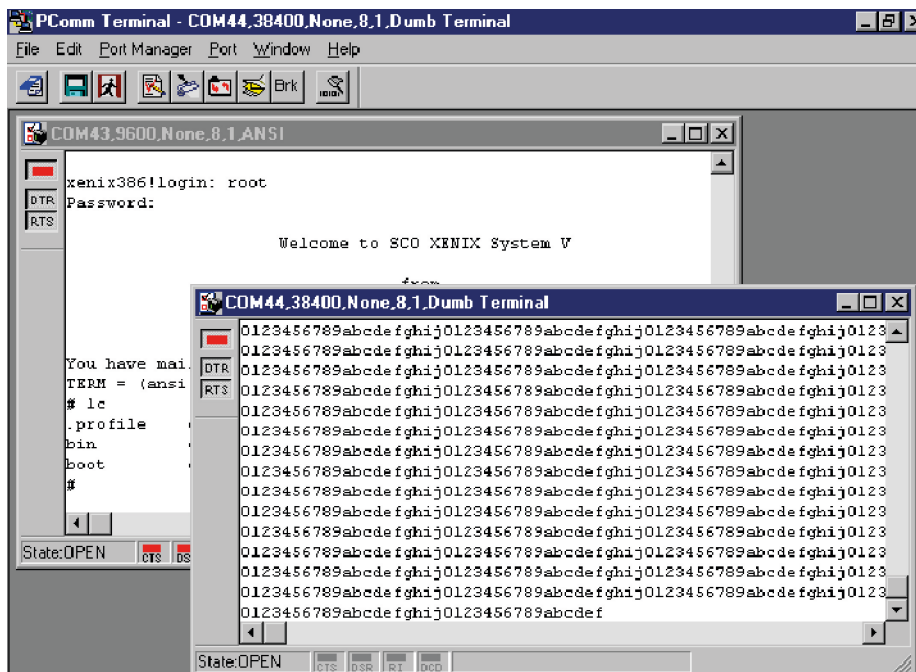 PComm Terminal - COM44,38400,None,8,1,Dumb Terminal
File Edit Port Manager Port Window Help
Brk
COM43,9600,None,8,1,ANSI
DTR
RTS
xenix386!login: root
Password:
Welcome to SCO XENIX System V
from
You have mai
TERM = (ansi
# lc
.profile
bin
boot
#
State:OPEN CTS DS
COM44,38400,None,8,1,Dumb Terminal
DTR
RTS
0123456789abcdefghij0123456789abcdefghij0123456789abcdefghij0123
0123456789abcdefghij0123456789abcdefghij0123456789abcdefghij0123
0123456789abcdefghij0123456789abcdefghij0123456789abcdefghij0123
0123456789abcdefghij0123456789abcdefghij0123456789abcdefghij0123
0123456789abcdefghij0123456789abcdefghij0123456789abcdefghij0123
0123456789abcdefghij0123456789abcdefghij0123456789abcdefghij0123
0123456789abcdefghij0123456789abcdefghij0123456789abcdefghij0123
0123456789abcdefghij0123456789abcdefghij0123456789abcdefghij0123
0123456789abcdefghij0123456789abcdefghij0123456789abcdefghij0123
0123456789abcdefghij0123456789abcdefghij0123456789abcdefghij0123
0123456789abcdefghij0123456789abcdefghij0123456789abcdefghij0123
0123456789abcdefghij0123456789abcdefghij0123456789abcdefghij0123
0123456789abcdefghij0123456789abcdefghij0123456789abcdefghij0123
0123456789abcdefghij0123456789abcdefghij0123456789abcdefghij0123
0123456789abcdefghij0123456789abcdef
State:OPEN CTS DSR RI DCD